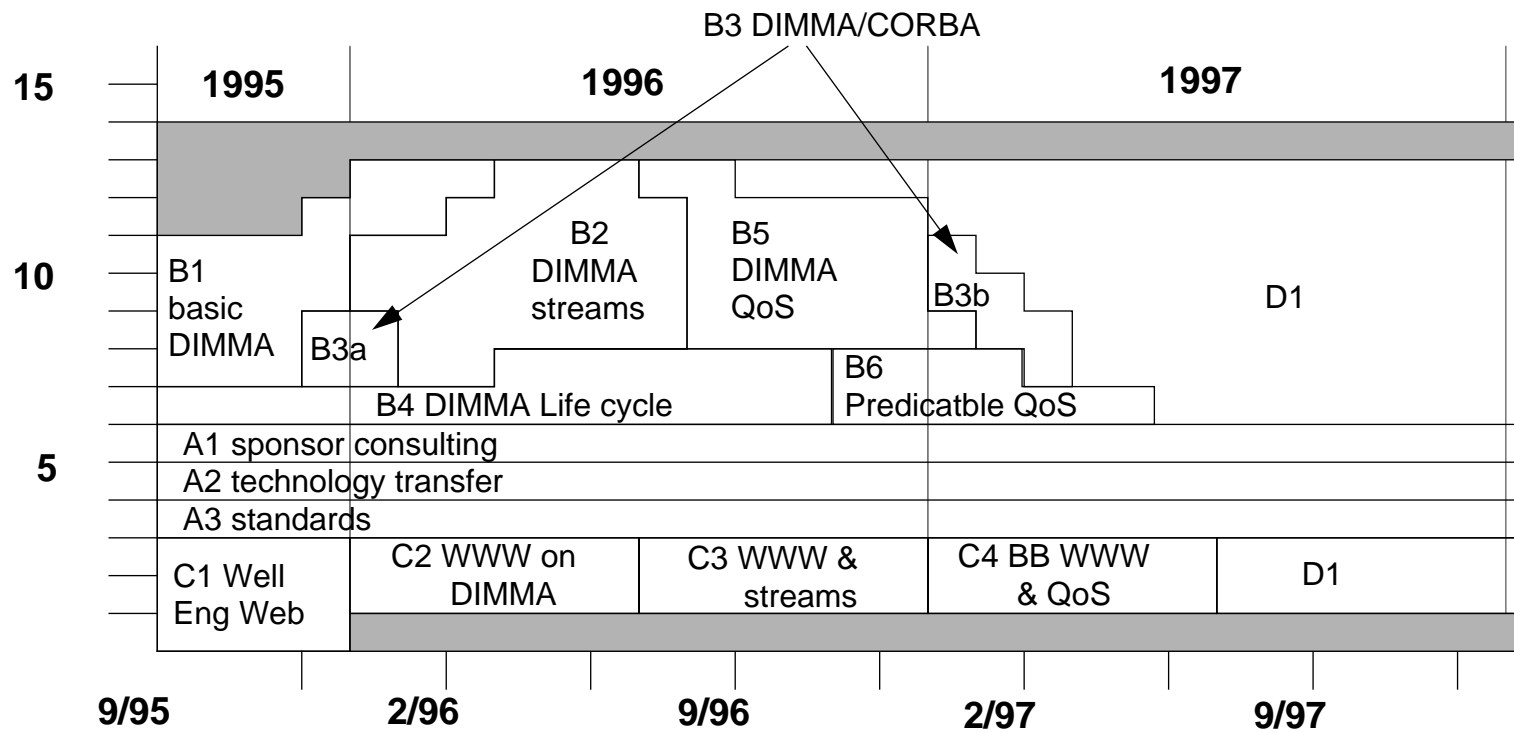 B3 DIMMA/CORBA
15
1995
1996
1997
B1
basic
DIMMA
B2
DIMMA
streams
B5
DIMMA
QoS
10
B3b
D1
B3a
B6
Predicatble QoS
B4 DIMMA Life cycle
5
A1 sponsor consulting
A2 technology transfer
A3 standards
C1 Well
Eng Web
C2 WWW on
DIMMA
C3 WWW &
streams
C4 BB WWW
& QoS
D1
9/95
2/96
9/96
2/97
9/97